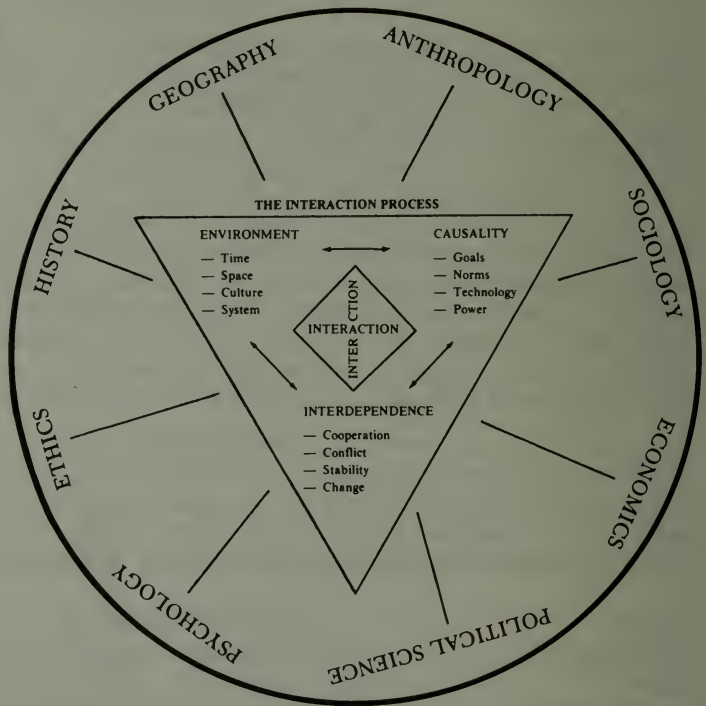 GEOGRAPHY
ANTHROPOLOGY
HISTORY
SOCIOLOGY
ETHICS
ECONOMICS
PSYCHOLOGY
POLITICAL SCIENCE
THE INTERACTION PROCESS
ENVIRONMENT
— Time
— Space
— Culture
— System
CAUSALITY
— Goals
— Norms
— Technology
— Power
INTERACTION
INTERACTION
INTERDEPENDENCE
— Cooperation
— Conflict
— Stability
— Change